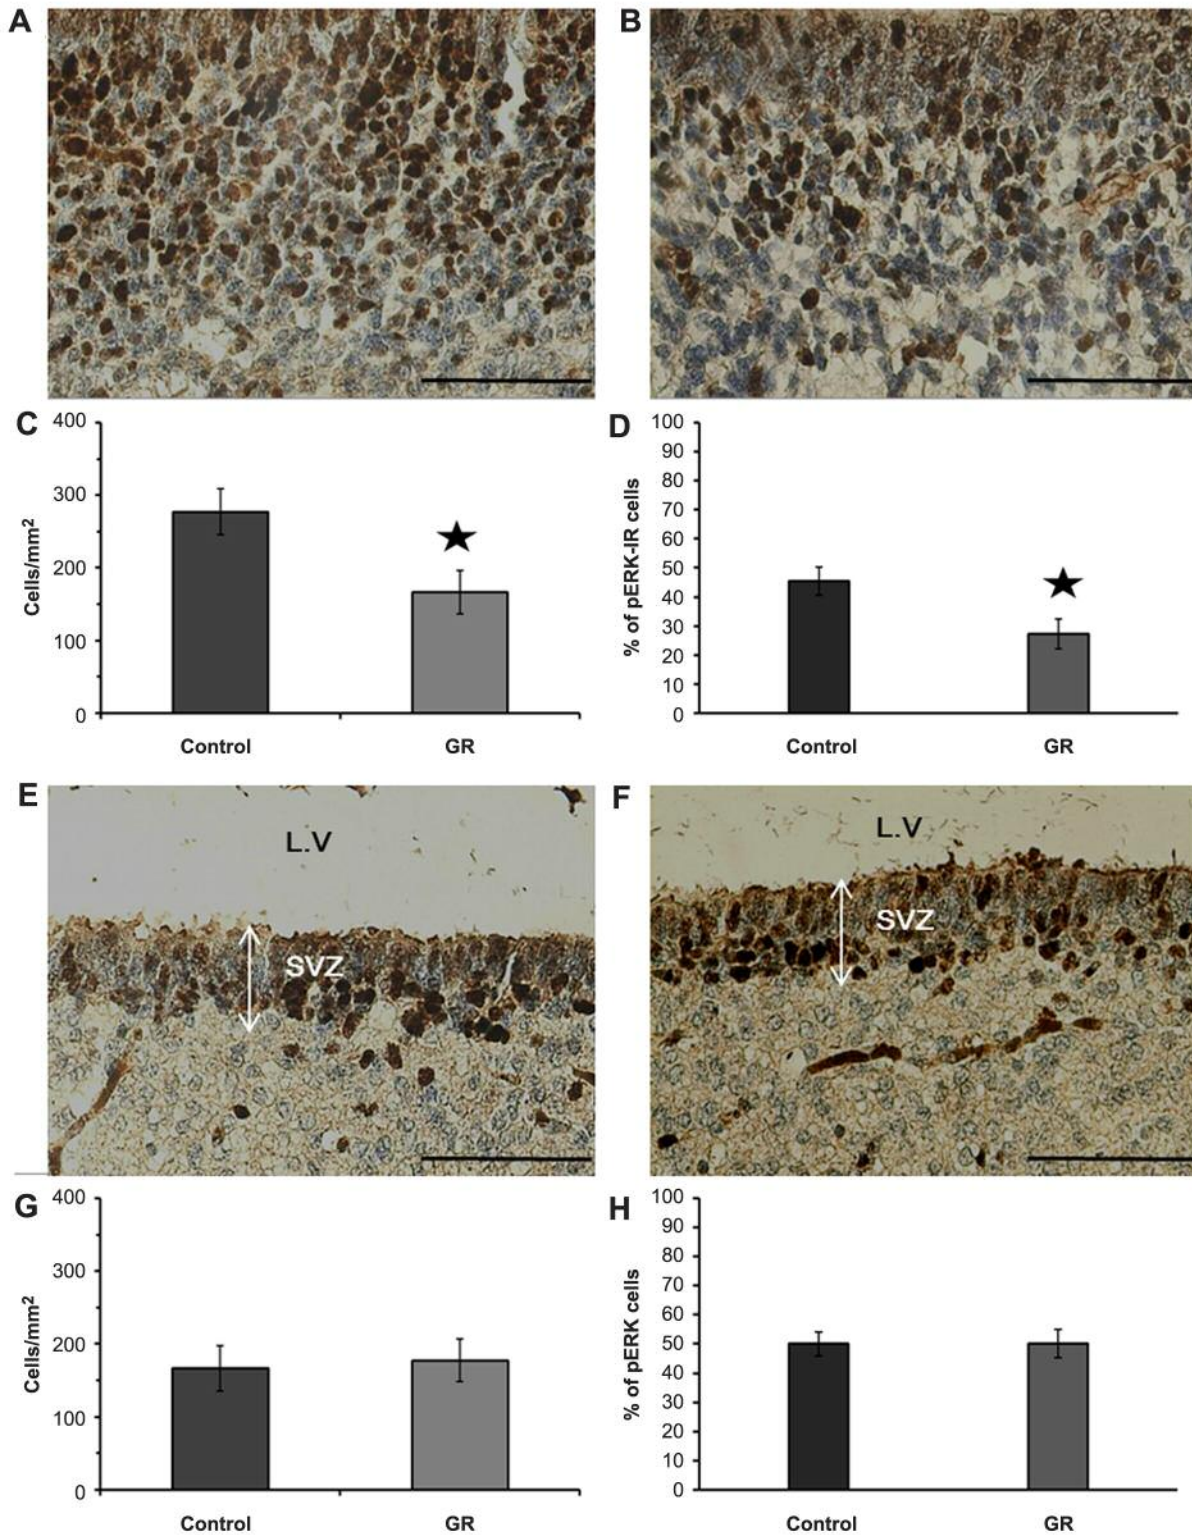 A B
C D
400
300
200
100
0
Cells/mm²
Control GR
100
90
80
70
60
50
40
30
20
10
0
% of pERK-IR cells
Control GR
E F
L.V
SVZ
L.V
SVZ
G H
400
300
200
100
0
Cells/mm²
Control GR
100
90
80
70
60
50
40
30
20
10
0
% of pERK cells
Control GR